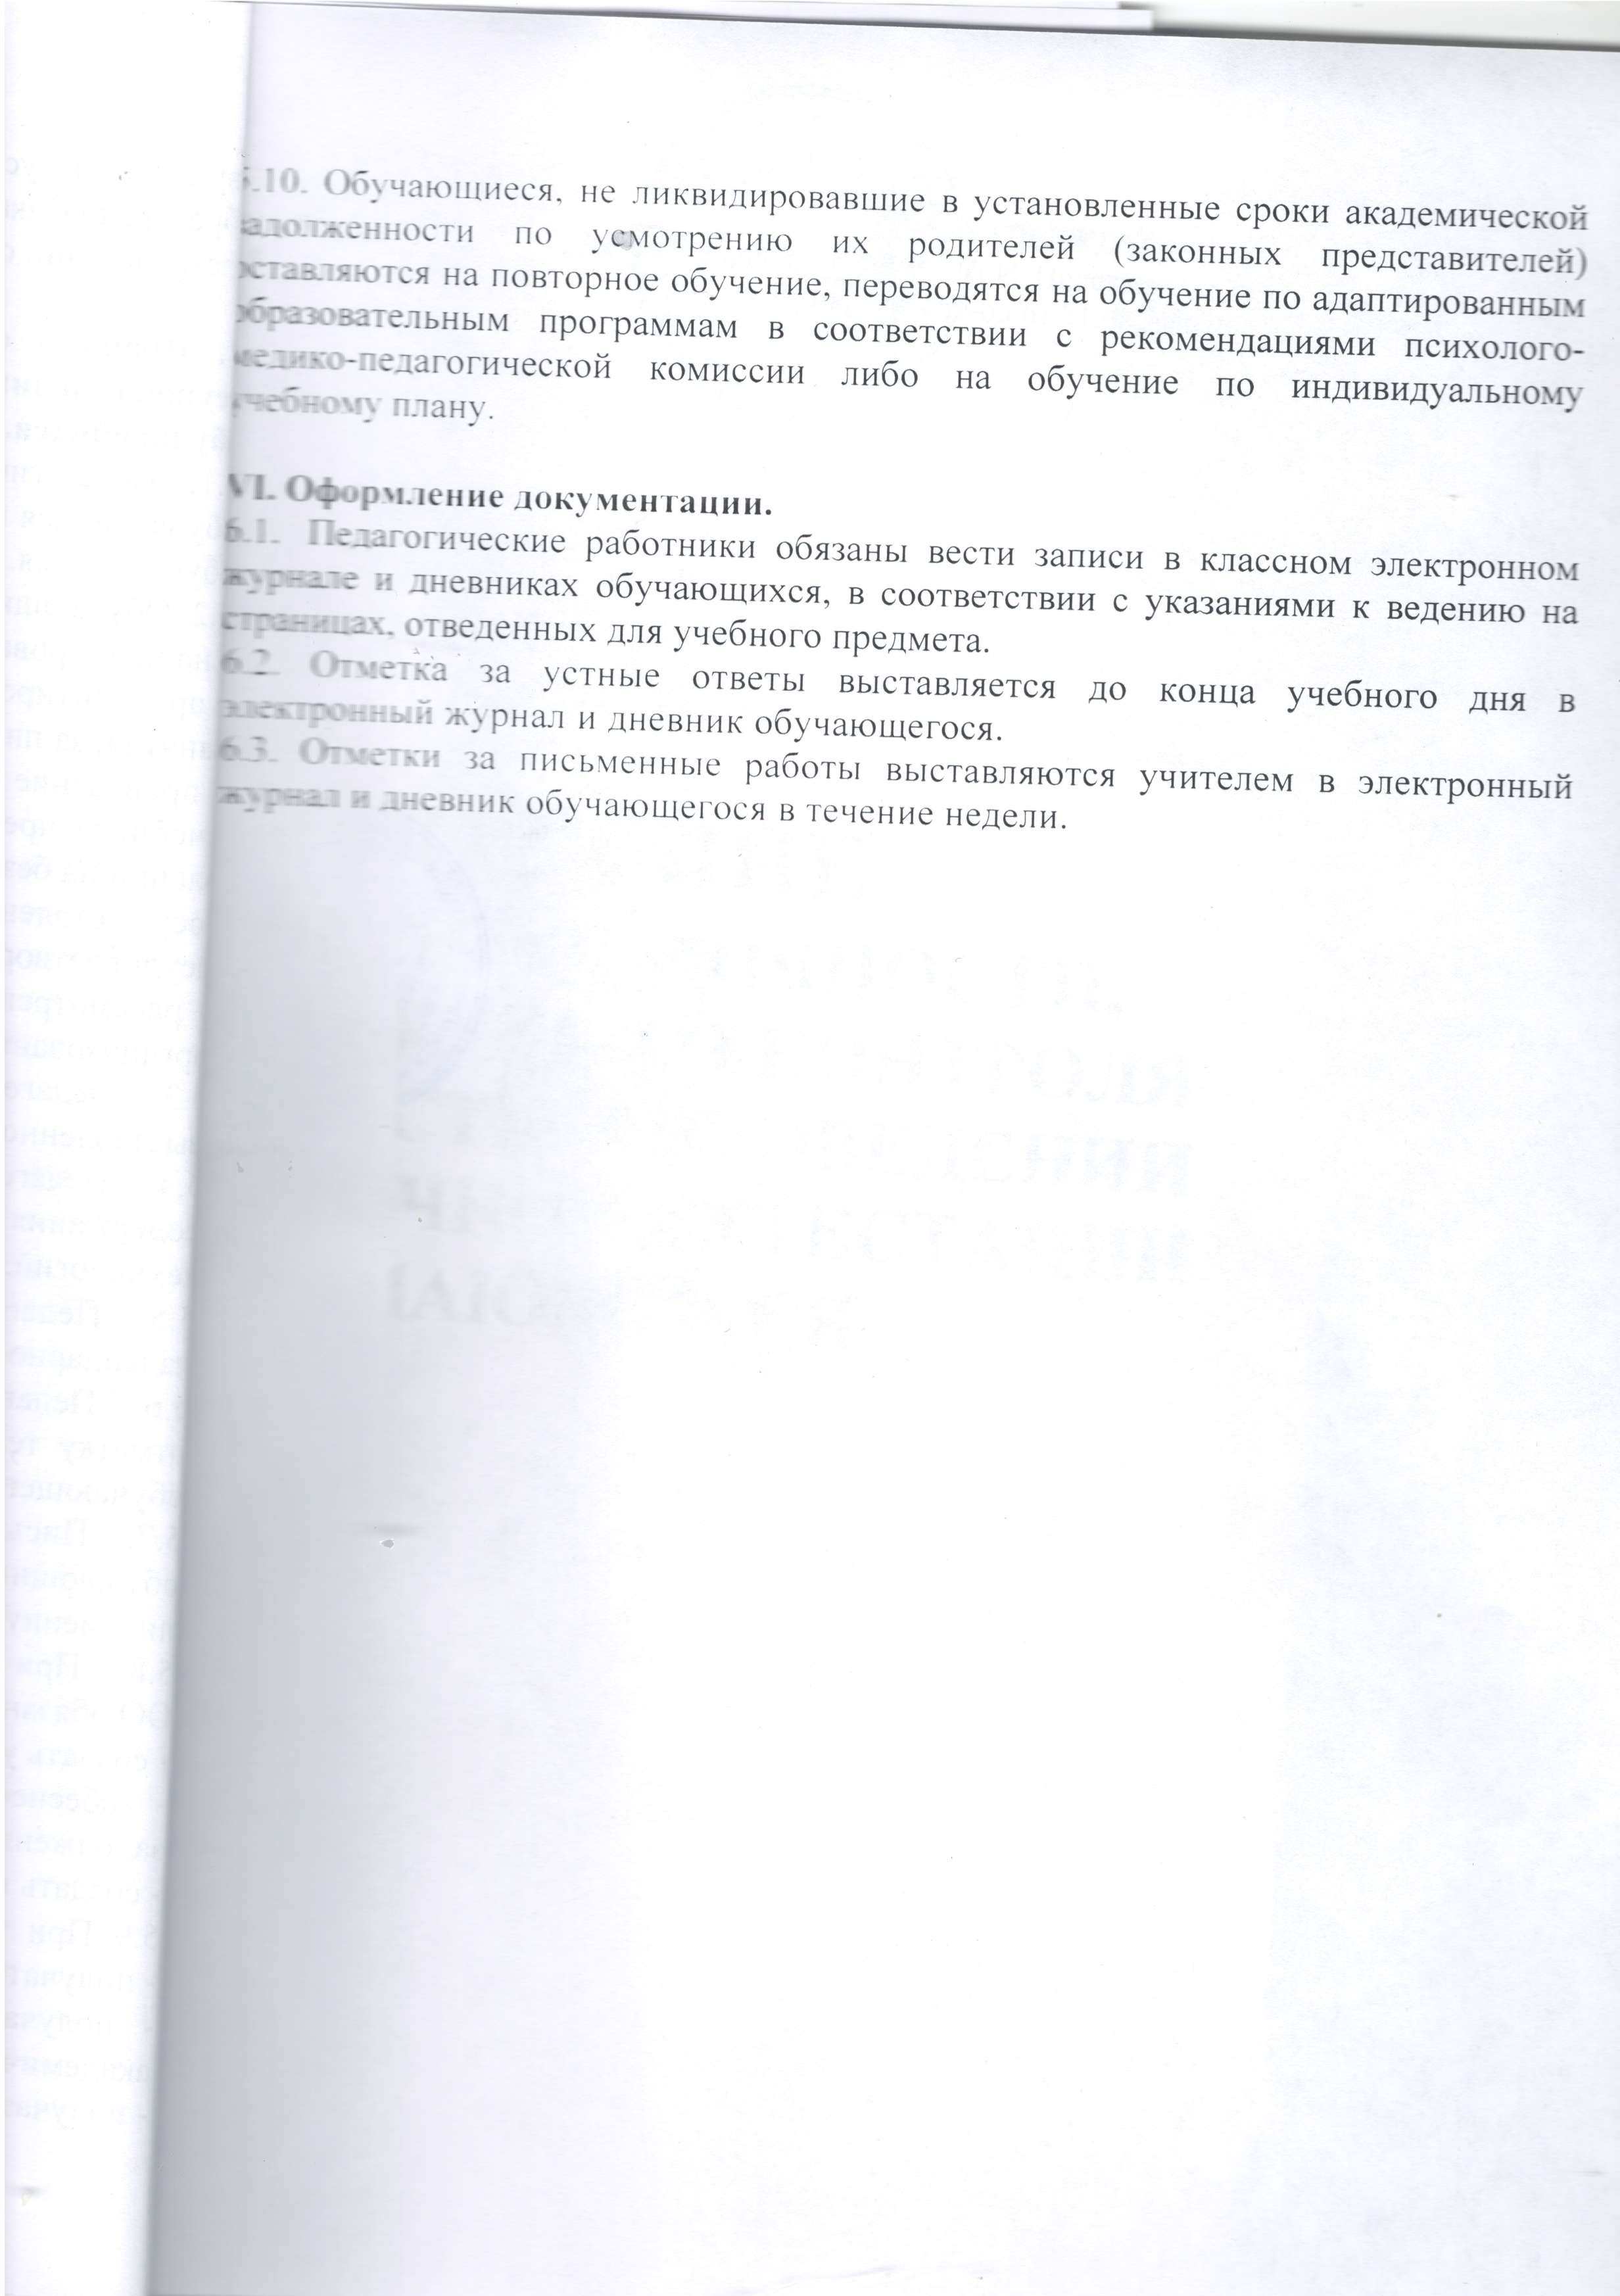 5.10. Обучающиеся, не ликвидировавшие в установленные сроки академической
задолженности по усмотрению их родителей (законных представителей)
оставляются на повторное обучение, переводятся на обучение по адаптированным
образовательным программам в соответствии с рекомендациями психолого-
медико-педагогической комиссии либо на обучение по индивидуальному
учебному плану.
VI. Оформление документации.
6.1. Педагогические работники обязаны вести записи в классном электронном
журнале и дневниках обучающихся, в соответствии с указаниями к ведению на
страницах, отведенных для учебного предмета.
6.2. Отметка за устные ответы выставляется до конца учебного дня в
электронный журнал и дневник обучающегося.
6.3. Отметки за письменные работы выставляются учителем в электронный
журнал и дневник обучающегося в течение недели.